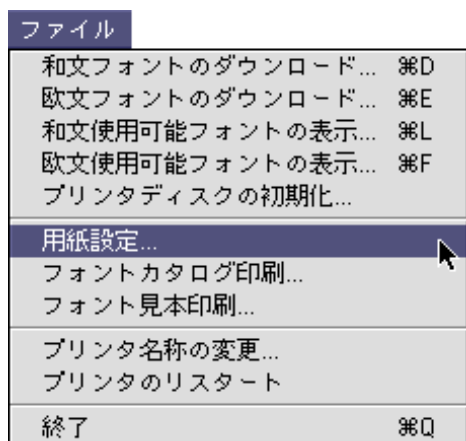 ファイル
和文フォントのダウンロード... ⌘D
欧文フォントのダウンロード... ⌘E
和文使用可能フォントの表示... ⌘L
欧文使用可能フォントの表示... ⌘F
プリンタディスクの初期化...
用紙設定...
フォントカタログ印刷...
フォント見本印刷...
プリンタ名称の変更...
プリンタのリスタート
終了 ⌘Q